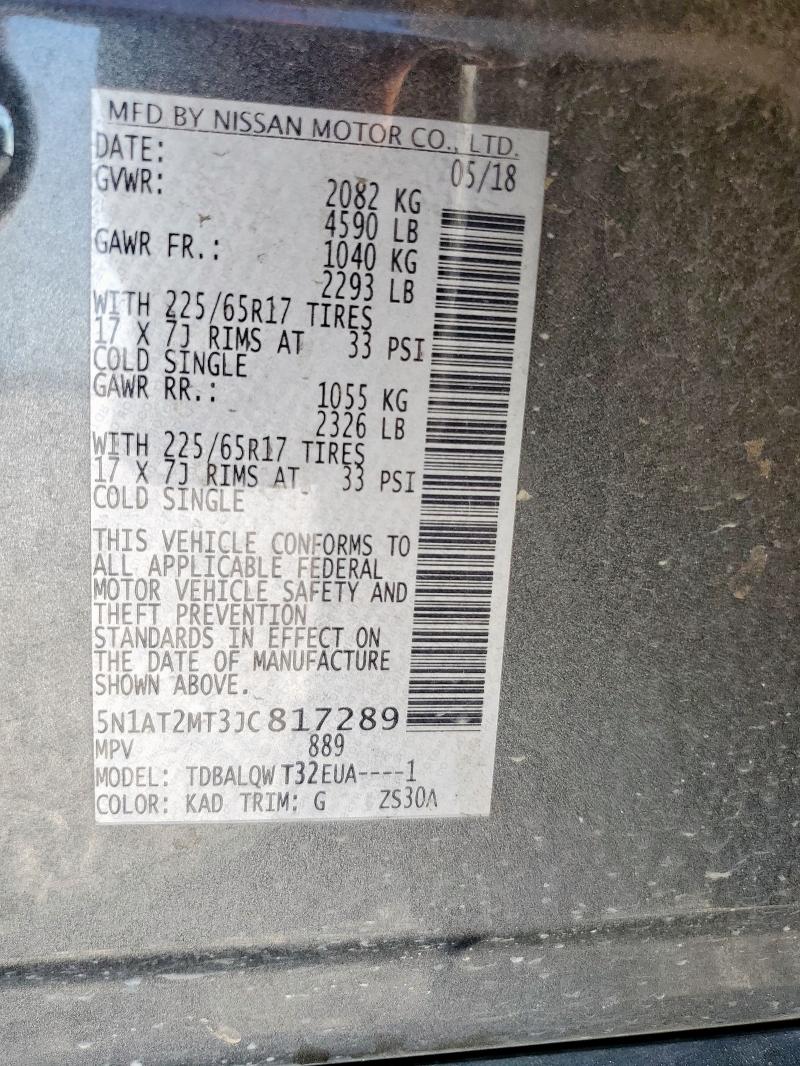 MFD BY NISSAN MOTOR CO., LTD.
DATE: 05/18
GVWR: 2082 KG
4590 LB
GAWR FR.: 1040 KG
2293 LB
WITH 225/65R17 TIRES
17 X 7J RIMS AT 33 PSI
COLD SINGLE
GAWR RR.: 1055 KG
2326 LB
WITH 225/65R17 TIRES
17 X 7J RIMS AT 33 PSI
COLD SINGLE
THIS VEHICLE CONFORMS TO
ALL APPLICABLE FEDERAL
MOTOR VEHICLE SAFETY AND
THEFT PREVENTION
STANDARDS IN EFFECT ON
THE DATE OF MANUFACTURE
SHOWN ABOVE.
5N1AT2MT3JC817289
MPV 889
MODEL: TDBALQW T32EUA----1
COLOR: KAD TRIM: G ZS30A